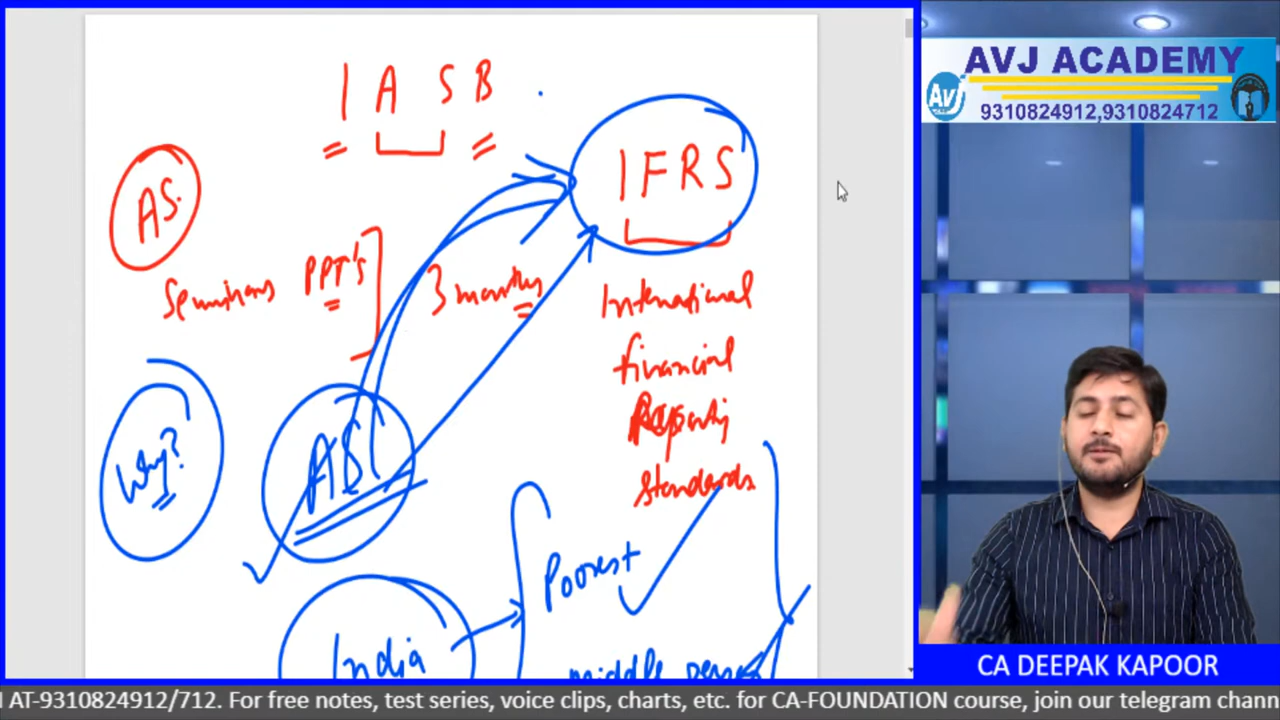 IASB
IFRS
AS
Seminars PPT's
3 months
International
Financial
Reporting
Standards
Why?
AS
Poorest
India
middle
AVJ ACADEMY
AV
9310824912,9310824712
CA DEEPAK KAPOOR
AT-9310824912/712. For free notes, test series, voice clips, charts, etc. for CA-FOUNDATION course, join our telegram chann